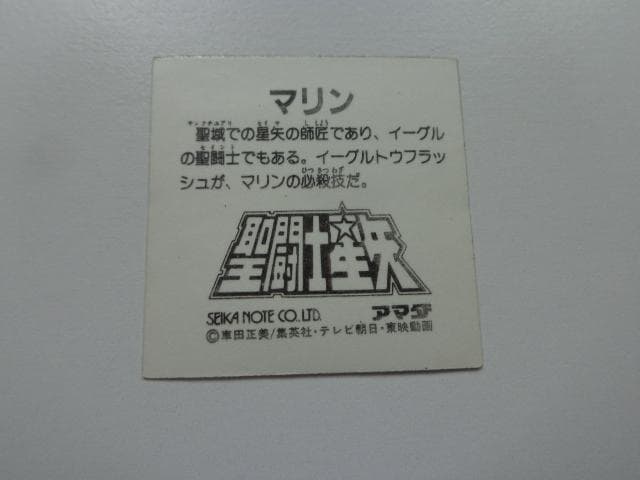 マリン
聖域での星矢の師匠であり、イーグル
の聖闘士でもある。イーグルトウフラッ
シュが、マリンの必殺技だ。
聖闘士星矢
SEIKA NOTE CO., LTD. アマダ
©車田正美/集英社・テレビ朝日・東映動画